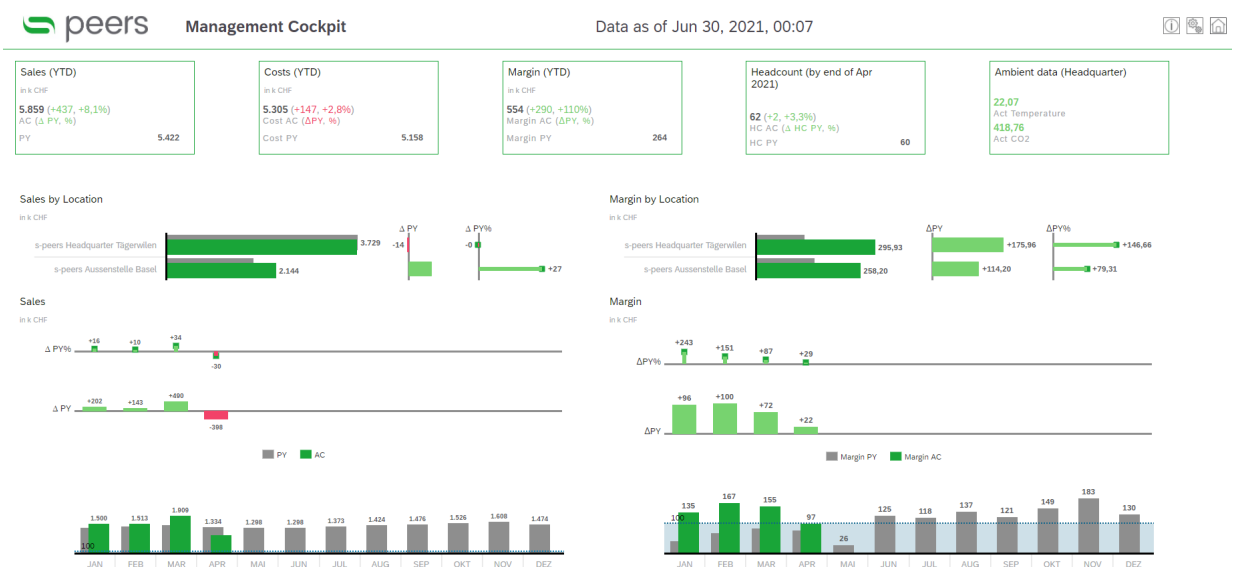 peers
Management Cockpit
Data as of Jun 30, 2021, 00:07
Sales (YTD)
in k CHF
5.859 (+437, +8,1%)
AC (Δ PY, %)
PY 5.422
Costs (YTD)
in k CHF
5.305 (+147, +2,8%)
Cost AC (ΔPY, %)
Cost PY 5.158
Margin (YTD)
in k CHF
554 (+290, +110%)
Margin AC (ΔPY, %)
Margin PY 264
Headcount (by end of Apr
2021)
62 (+2, +3,3%)
HC AC (Δ HC PY, %)
HC PY 60
Ambient data (Headquarter)
22,07
Act Temperature
418,76
Act CO2
Sales by Location
in k CHF
Δ PY Δ PY%
s-peers Headquarter Tägerwilen 3.729 -14 -0
s-peers Aussenstelle Basel 2.144 +27
Margin by Location
in k CHF
ΔPY ΔPY%
s-peers Headquarter Tägerwilen 295,93 +175,96 +146,66
s-peers Aussenstelle Basel 258,20 +114,20 +79,31
Sales
in k CHF
+16 +10 +34
Δ PY%
-30
+202 +143 +490
Δ PY
-398
PY AC
1.500 1.513 1.909 1.334 1.298 1.298 1.373 1.424 1.476 1.526 1.608 1.474
100
JAN FEB MAR APR MAI JUN JUL AUG SEP OKT NOV DEZ
Margin
in k CHF
+243 +151 +87 +29
ΔPY%
+96 +100 +72 +22
ΔPY
Margin PY Margin AC
135 167 155 97 26 125 118 137 121 149 183 130
100
JAN FEB MAR APR MAI JUN JUL AUG SEP OKT NOV DEZ